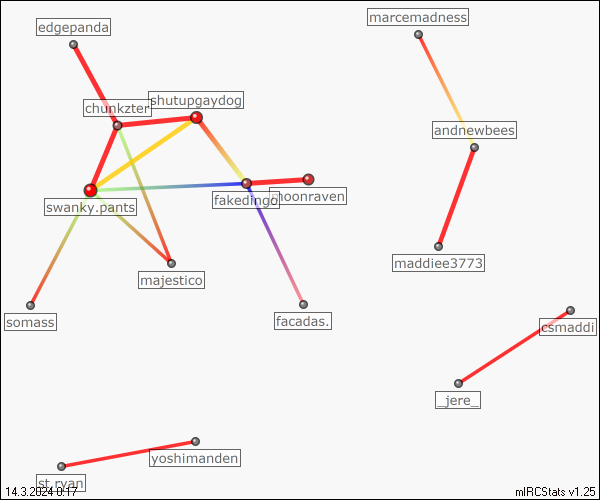 marcemadness
edgepanda
shutupgaydog
chunkzter
andnewbees
moonraven
fakedingo
swanky.pants
maddiee3773
majestico
somass
facadas.
csmaddi
_jere_
yoshimanden
st.ryan
14.3.2024 0:17
mIRCStats v1.25